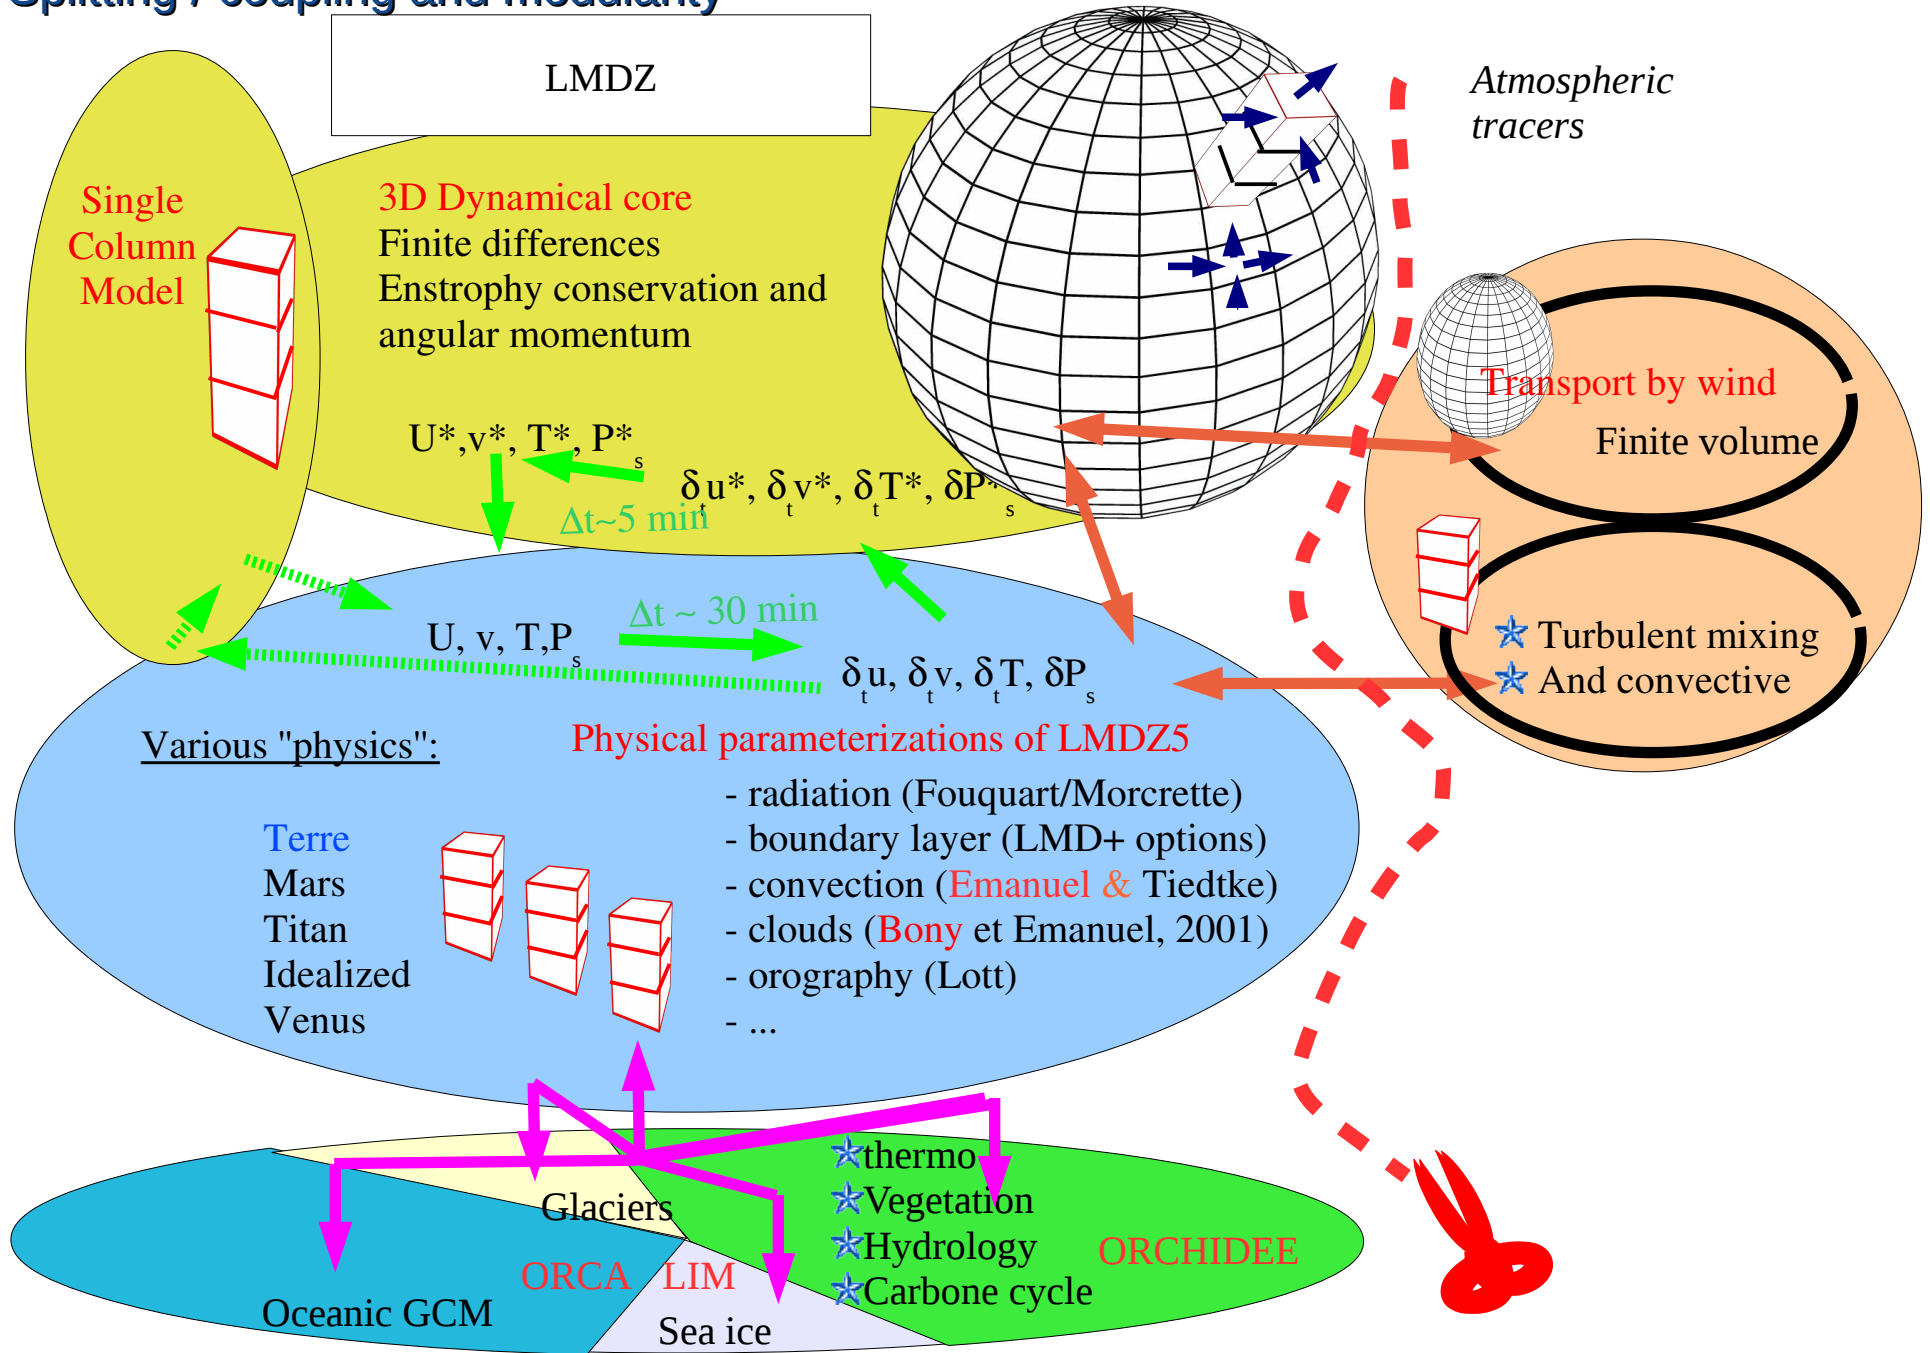 Splitting / coupling and modularity
LMDZ
Atmospheric
tracers
Single
Column
Model
3D Dynamical core
Finite differences
Enstrophy conservation and
angular momentum
U*,v*, T*, P*s
δtu*, δtv*, δtT*, δP*s
Δt~5 min
Transport by wind
Finite volume
Turbulent mixing
And convective
U, v, T,Ps
Δt ~ 30 min
δtu, δtv, δtT, δPs
Various "physics":
Terre
Mars
Titan
Idealized
Venus
Physical parameterizations of LMDZ5
- radiation (Fouquart/Morcrette)
- boundary layer (LMD+ options)
- convection (Emanuel & Tiedtke)
- clouds (Bony et Emanuel, 2001)
- orography (Lott)
- ...
Glaciers
thermo
Vegetation
Hydrology
Carbone cycle
ORCHIDEE
ORCA
LIM
Oceanic GCM
Sea ice